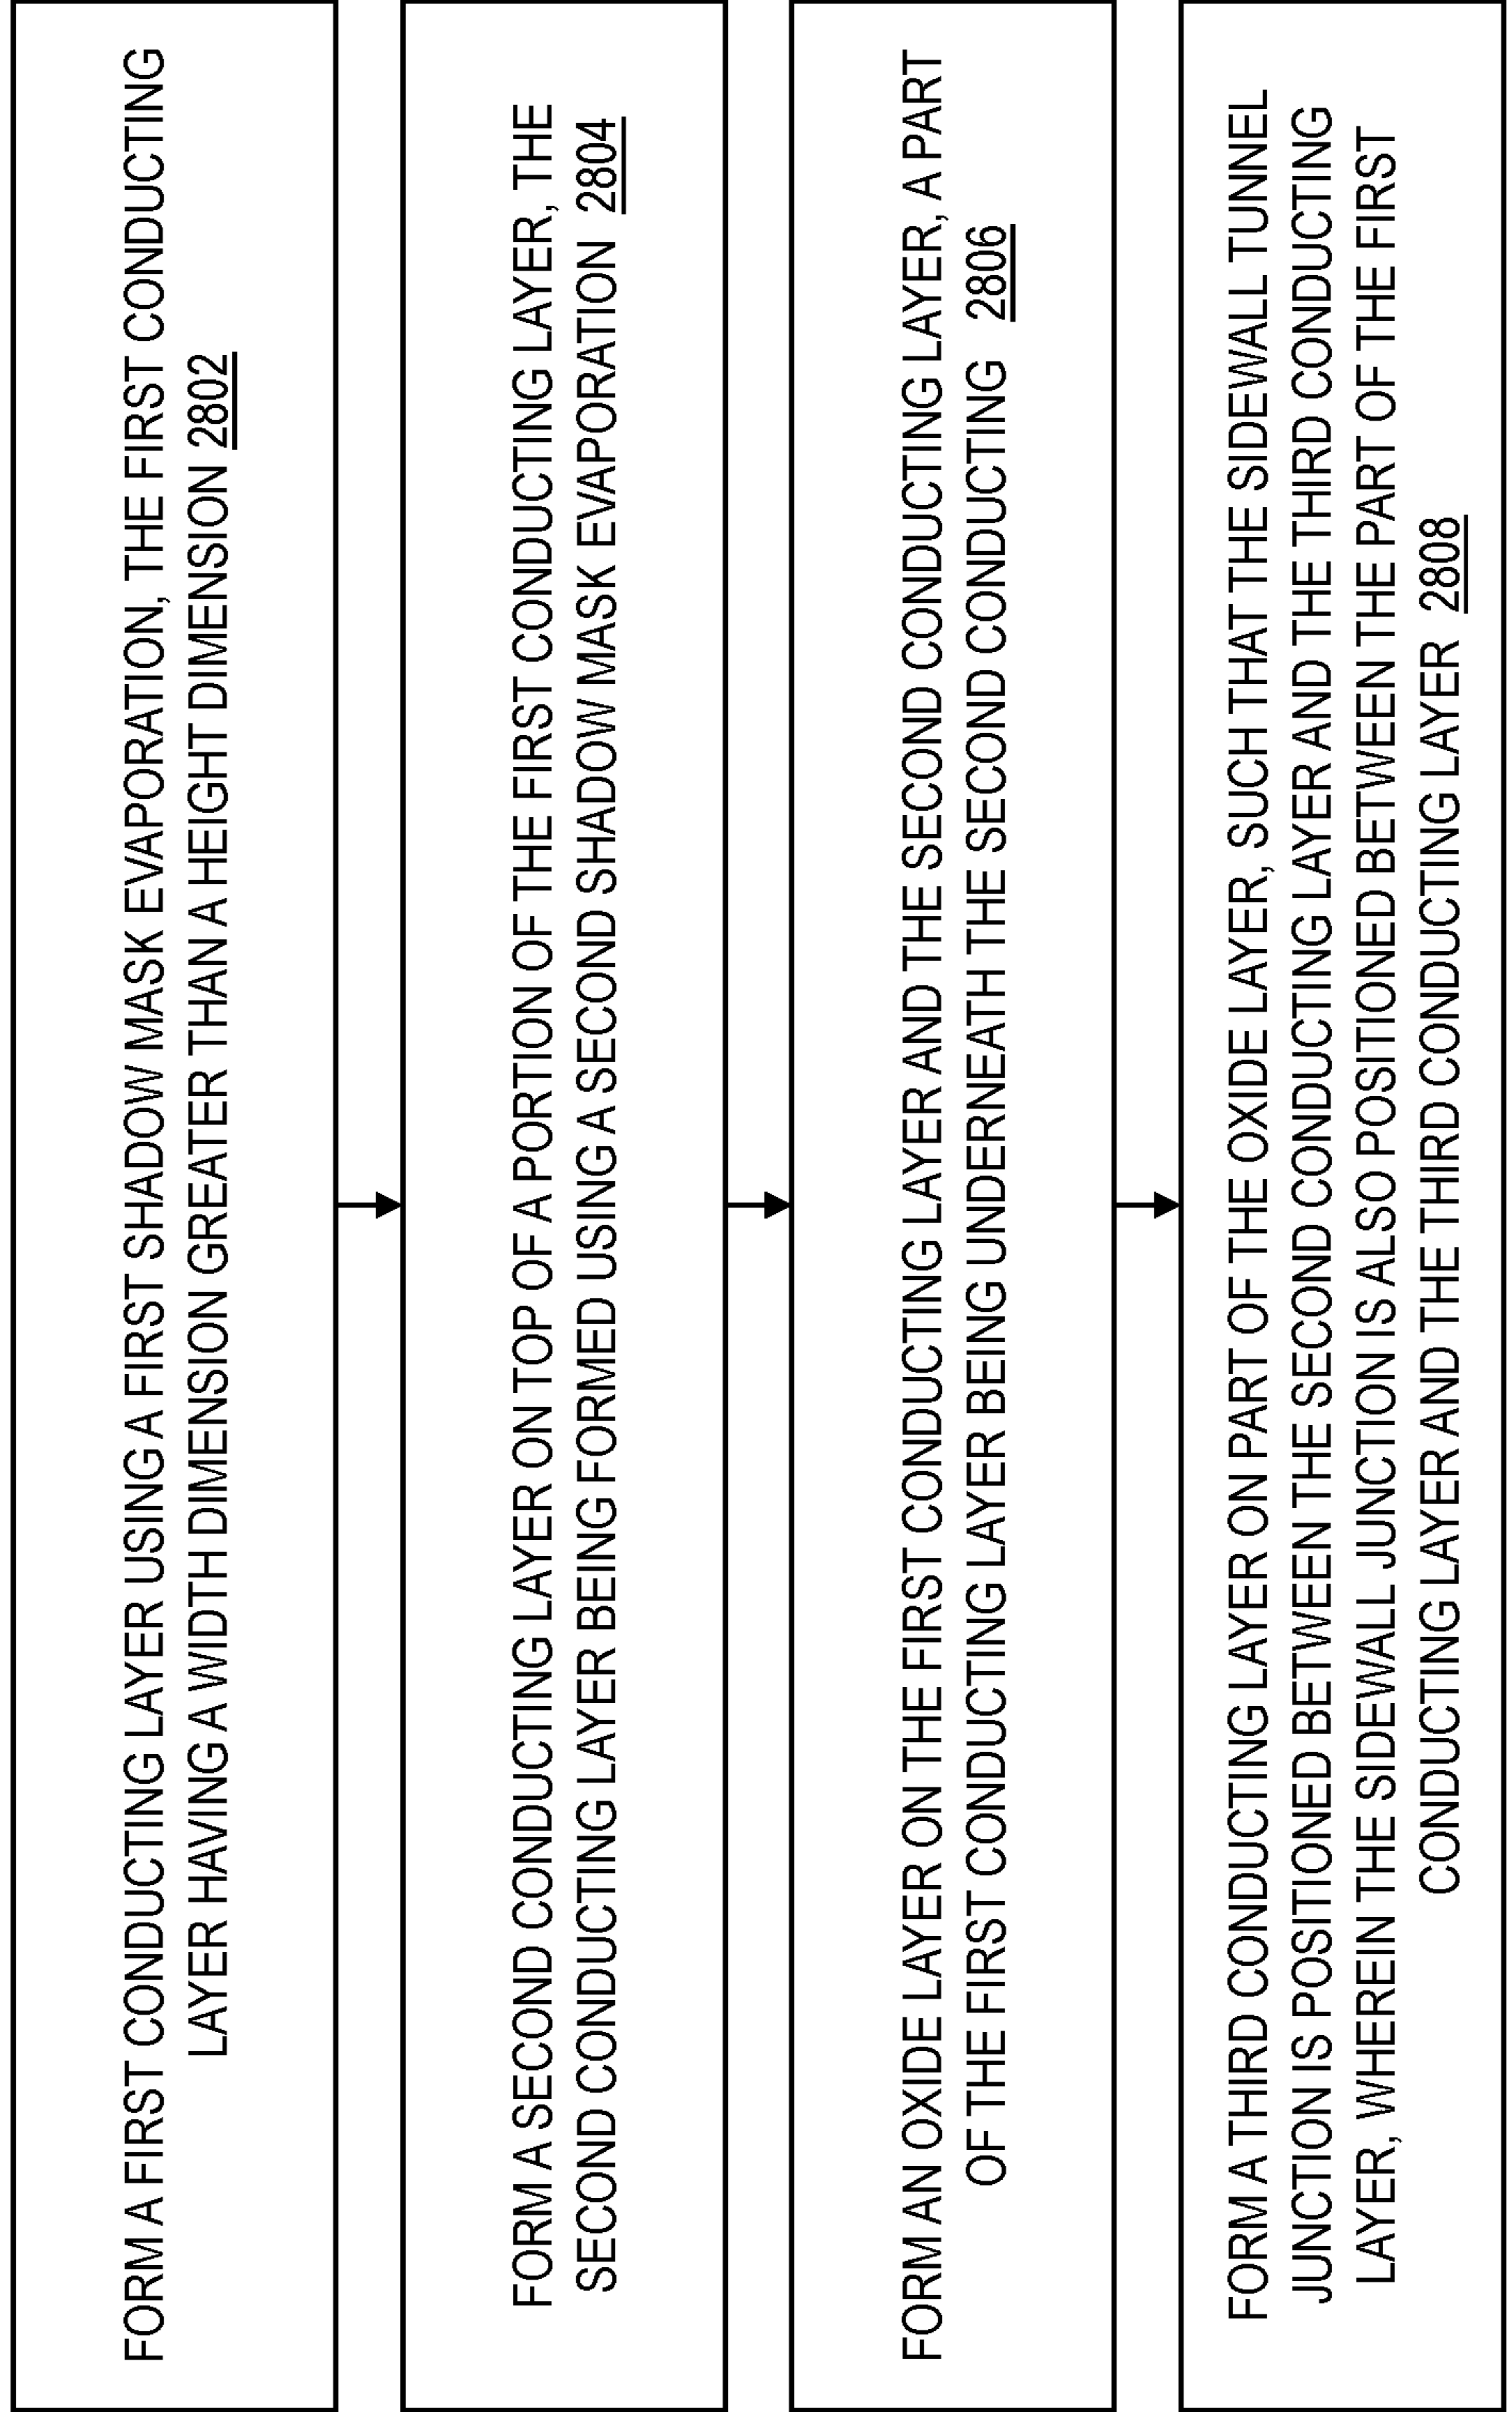 FORM A FIRST CONDUCTING LAYER USING A FIRST SHADOW MASK EVAPORATION, THE FIRST CONDUCTING
LAYER HAVING A WIDTH DIMENSION GREATER THAN A HEIGHT DIMENSION 2802
FORM A SECOND CONDUCTING LAYER ON TOP OF A PORTION OF THE FIRST CONDUCTING LAYER, THE
SECOND CONDUCTING LAYER BEING FORMED USING A SECOND SHADOW MASK EVAPORATION 2804
FORM AN OXIDE LAYER ON THE FIRST CONDUCTING LAYER AND THE SECOND CONDUCTING LAYER, A PART
OF THE FIRST CONDUCTING LAYER BEING UNDERNEATH THE SECOND CONDUCTING 2806
FORM A THIRD CONDUCTING LAYER ON PART OF THE OXIDE LAYER, SUCH THAT THE SIDEWALL TUNNEL
JUNCTION IS POSITIONED BETWEEN THE SECOND CONDUCTING LAYER AND THE THIRD CONDUCTING
LAYER, WHEREIN THE SIDEWALL JUNCTION IS ALSO POSITIONED BETWEEN THE PART OF THE FIRST
CONDUCTING LAYER AND THE THIRD CONDUCTING LAYER 2808